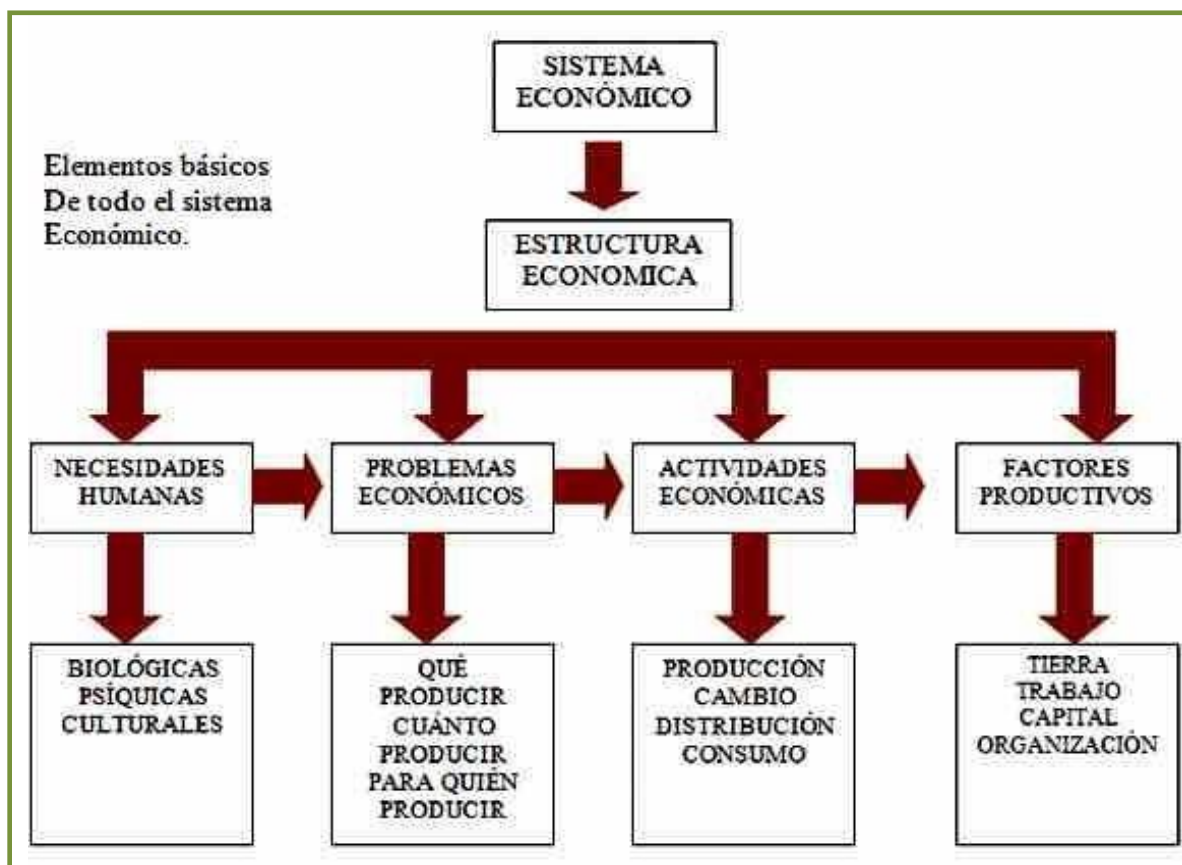 SISTEMA
ECONÓMICO
Elementos básicos
De todo el sistema
Económico.
ESTRUCTURA
ECONOMICA
NECESIDADES
HUMANAS
PROBLEMAS
ECONÓMICOS
ACTIVIDADES
ECONÓMICAS
FACTORES
PRODUCTIVOS
BIOLÓGICAS
PSÍQUICAS
CULTURALES
QUÉ
PRODUCIR
CUÁNTO
PRODUCIR
PARA QUIÉN
PRODUCIR
PRODUCCIÓN
CAMBIO
DISTRIBUCIÓN
CONSUMO
TIERRA
TRABAJO
CAPITAL
ORGANIZACIÓN